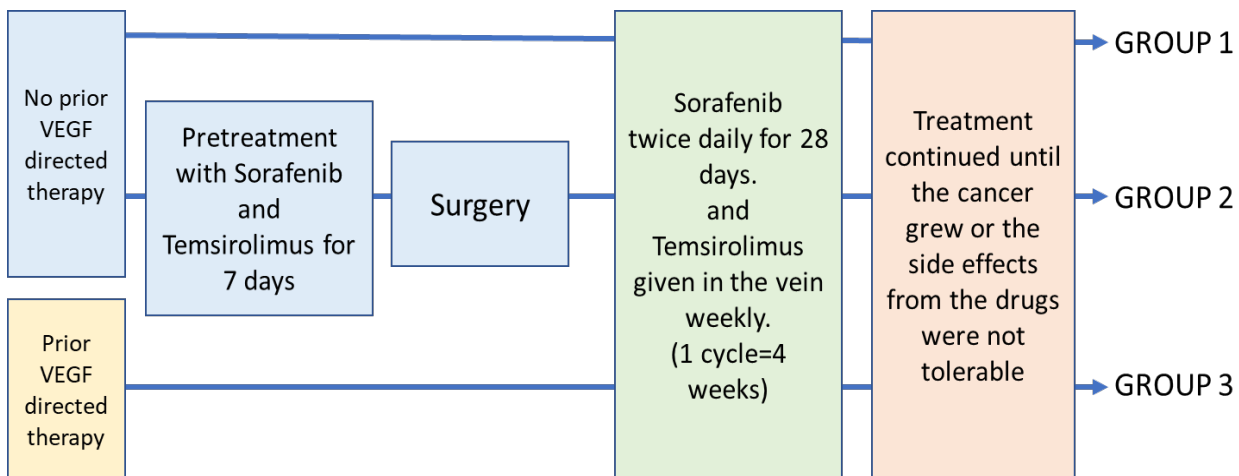 No prior
VEGF
directed
therapy
Pretreatment
with Sorafenib
and
Temsirolimus for
7 days
Surgery
Prior
VEGF
directed
therapy
Sorafenib
twice daily for 28
days.
and
Temsirolimus
given in the vein
weekly.
(1 cycle=4
weeks)
Treatment
continued until
the cancer
grew or the
side effects
from the drugs
were not
tolerable
GROUP 1
GROUP 2
GROUP 3